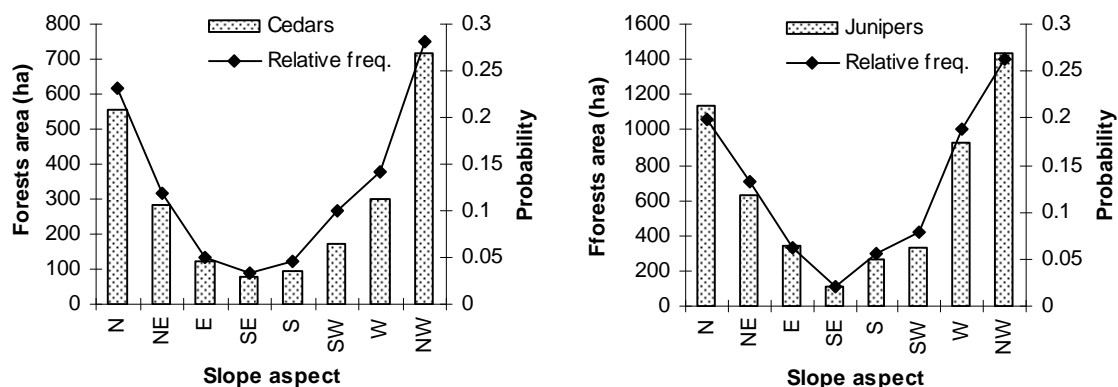 Cedars
Relative freq.
Forests area (ha)
800
700
600
500
400
300
200
100
0
0.3
0.25
0.2
0.15
0.1
0.05
0
Probability
N
NE
E
SE
S
SW
W
NW
Slope aspect
Junipers
Relative freq.
Fforests area (ha)
1600
1400
1200
1000
800
600
400
200
0
0.3
0.25
0.2
0.15
0.1
0.05
0
Probability
N
NE
E
SE
S
SW
W
NW
Slope aspect